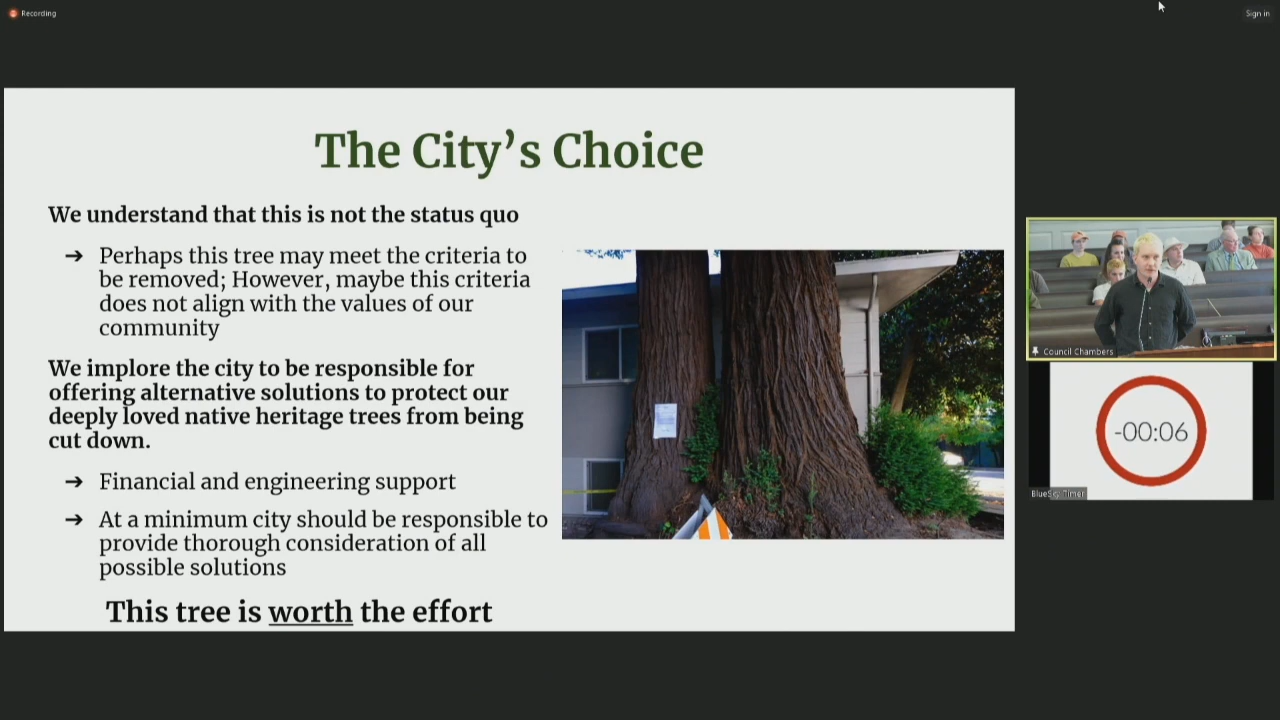 Recording
Sign in
The City's Choice
We understand that this is not the status quo
➔ Perhaps this tree may meet the criteria to
be removed; However, maybe this criteria
does not align with the values of our
community
We implore the city to be responsible for
offering alternative solutions to protect our
deeply loved native heritage trees from being
cut down.
➔ Financial and engineering support
➔ At a minimum city should be responsible to
provide thorough consideration of all
possible solutions
This tree is worth the effort
Council Chambers
-00:06
BlueSky Timer